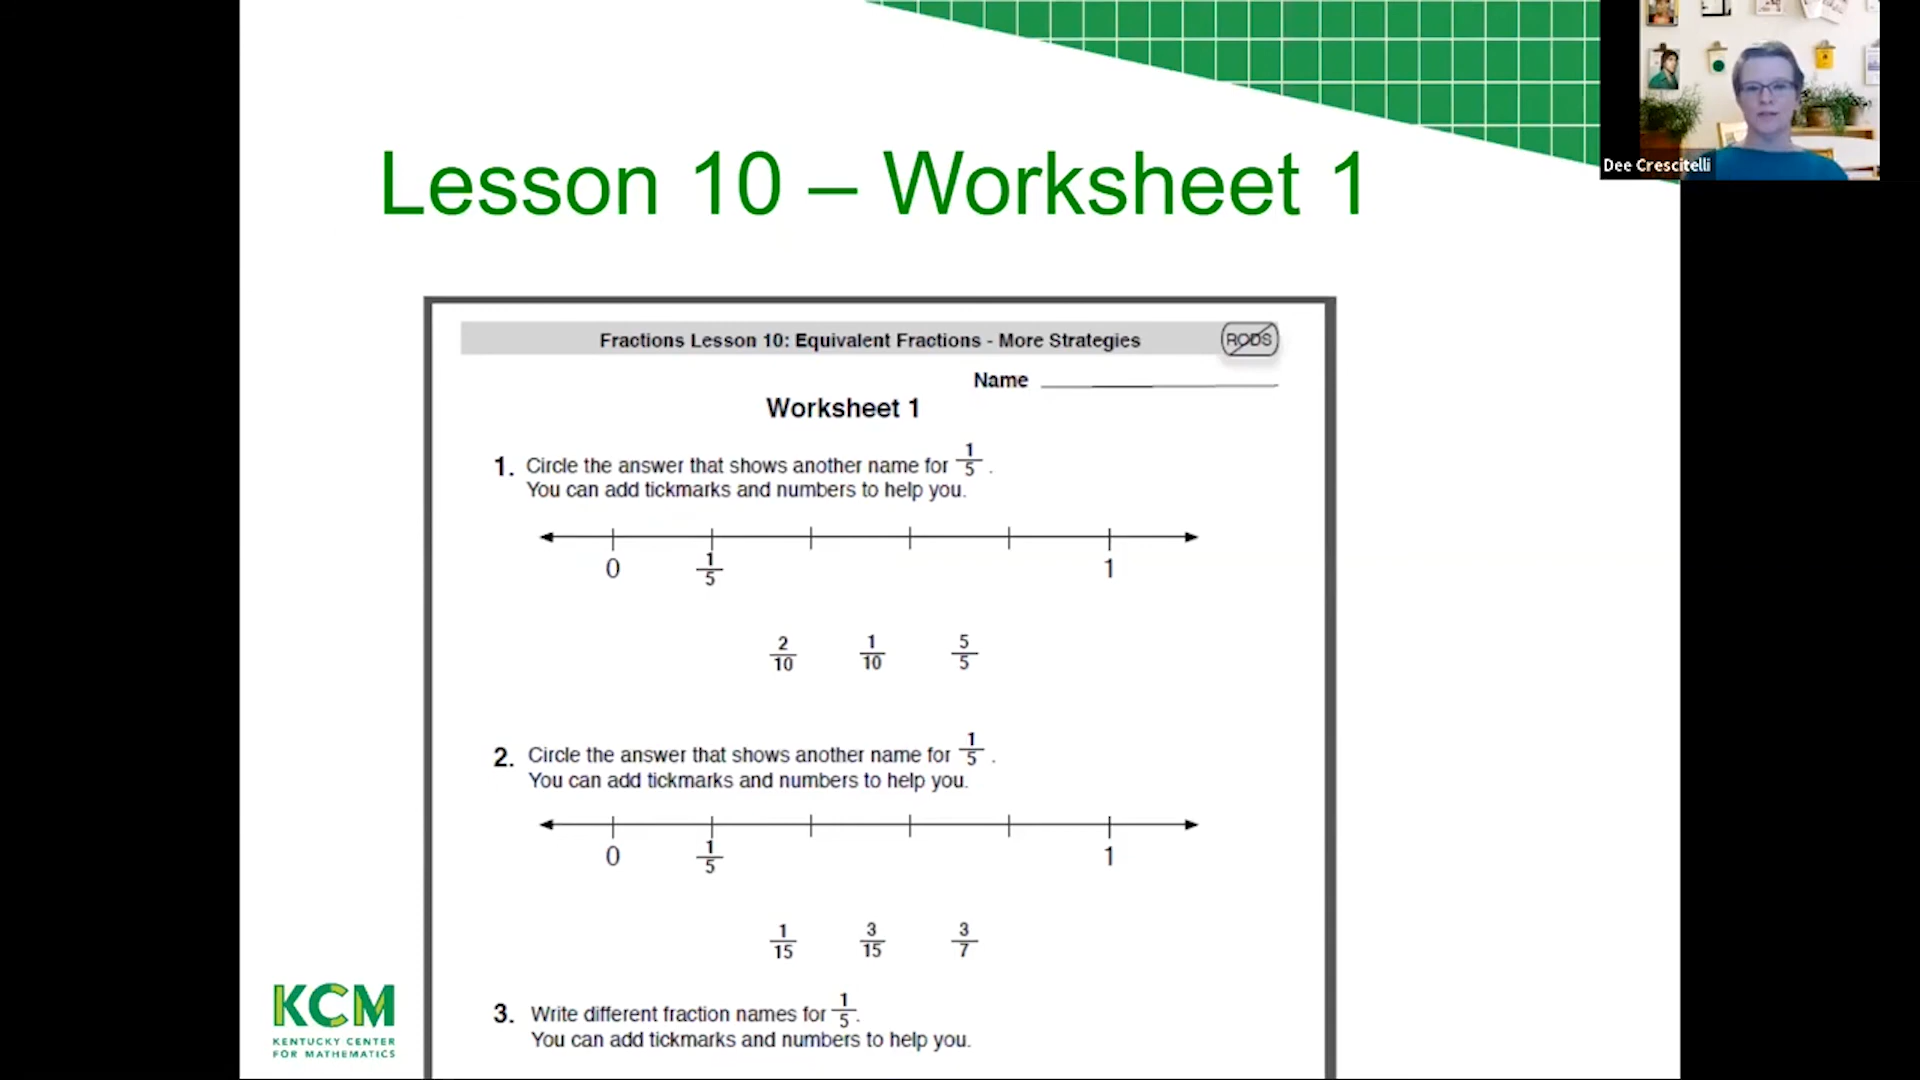 Dee Crescitelli
Lesson 10 – Worksheet 1
Fractions Lesson 10: Equivalent Fractions - More Strategies
RODS
Name
Worksheet 1
1. Circle the answer that shows another name for 1/5 .
You can add tickmarks and numbers to help you.
0 1/5 1
2/10 1/10 5/5
2. Circle the answer that shows another name for 1/5 .
You can add tickmarks and numbers to help you.
0 1/5 1
1/15 3/15 3/7
3. Write different fraction names for 1/5.
You can add tickmarks and numbers to help you.
KCM
KENTUCKY CENTER
FOR MATHEMATICS